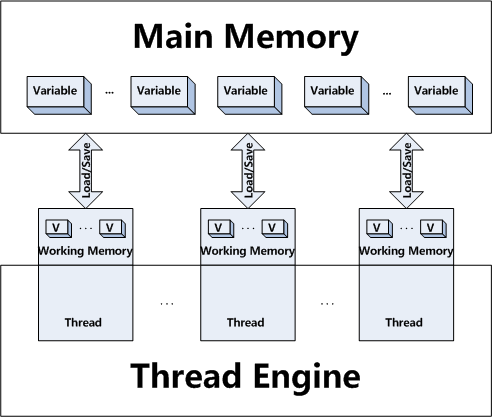 Main Memory
Variable ... Variable Variable Variable ... Variable
Load/Save Load/Save Load/Save
V ... V V ... V V ... V
Working Memory Working Memory Working Memory
... ...
Thread Thread Thread
Thread Engine